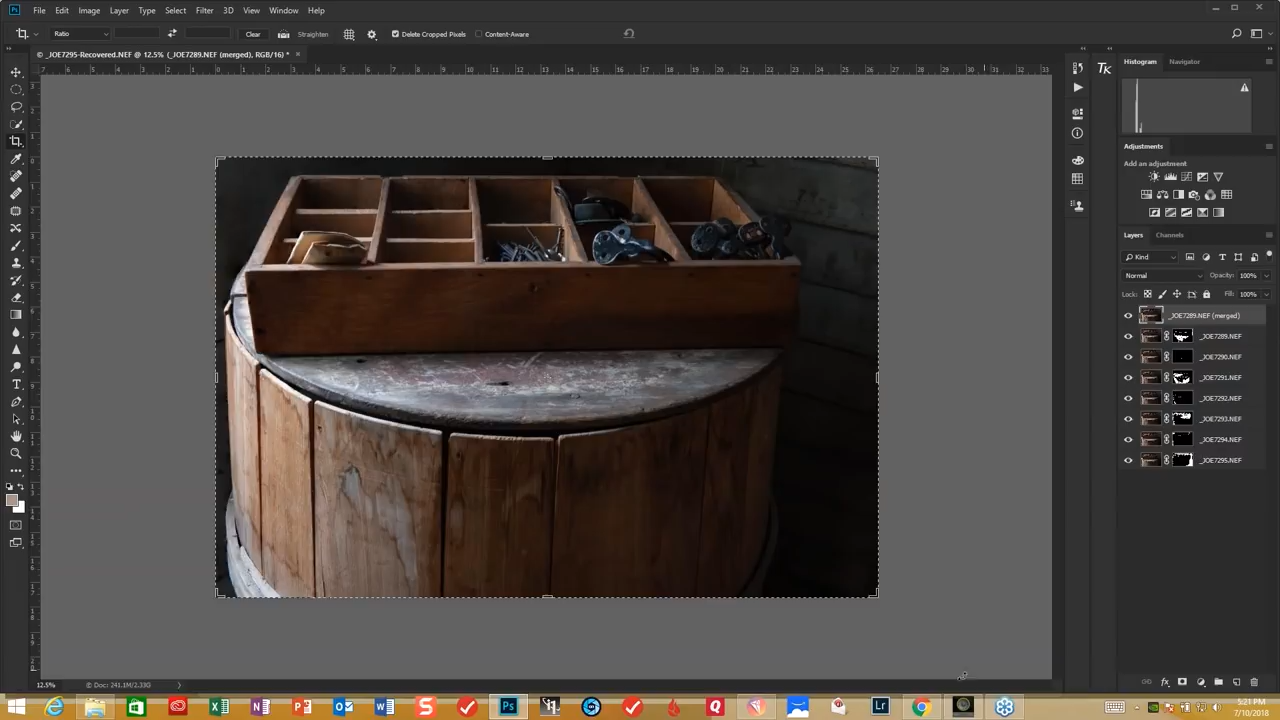 Ps File Edit Image Layer Type Select Filter 3D View Window Help
Ratio Clear Straighten Delete Cropped Pixels Content-Aware
© _JOE7295-Recovered.NEF @ 12.5% (_JOE7289.NEF (merged), RGB/16) * ×
Histogram Navigator
TK
Adjustments
Add an adjustment
Layers Channels
Kind
Normal Opacity: 100%
Lock: Fill: 100%
_JOE7289.NEF (merged)
_JOE7289.NEF
_JOE7290.NEF
_JOE7291.NEF
_JOE7292.NEF
_JOE7293.NEF
_JOE7294.NEF
_JOE7295.NEF
12.5% Doc: 241.1M/2.33G
5:21 PM
7/10/2018